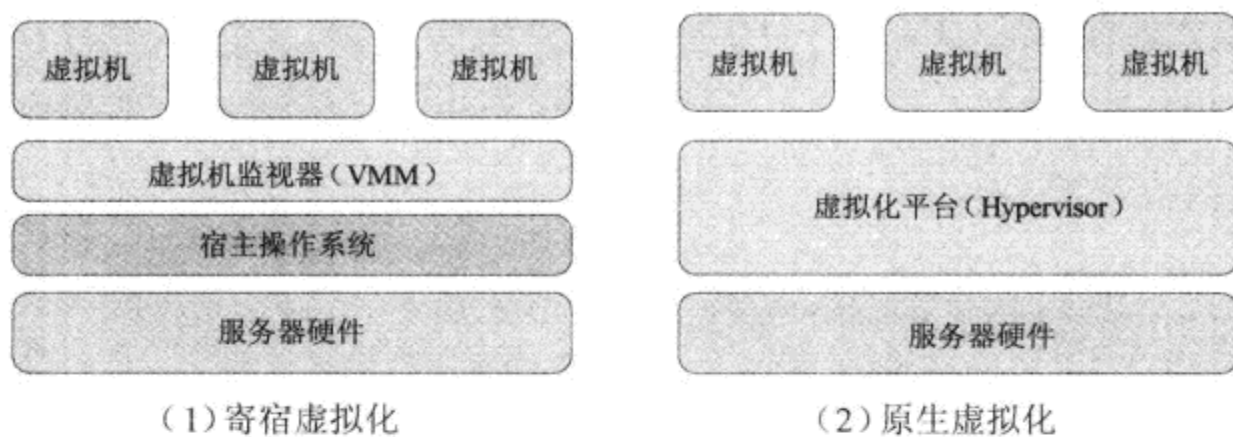 虚拟机 虚拟机 虚拟机
虚拟机监视器(VMM)
宿主操作系统
服务器硬件
(1)寄宿虚拟化
虚拟机 虚拟机 虚拟机
虚拟化平台(Hypervisor)
服务器硬件
(2)原生虚拟化